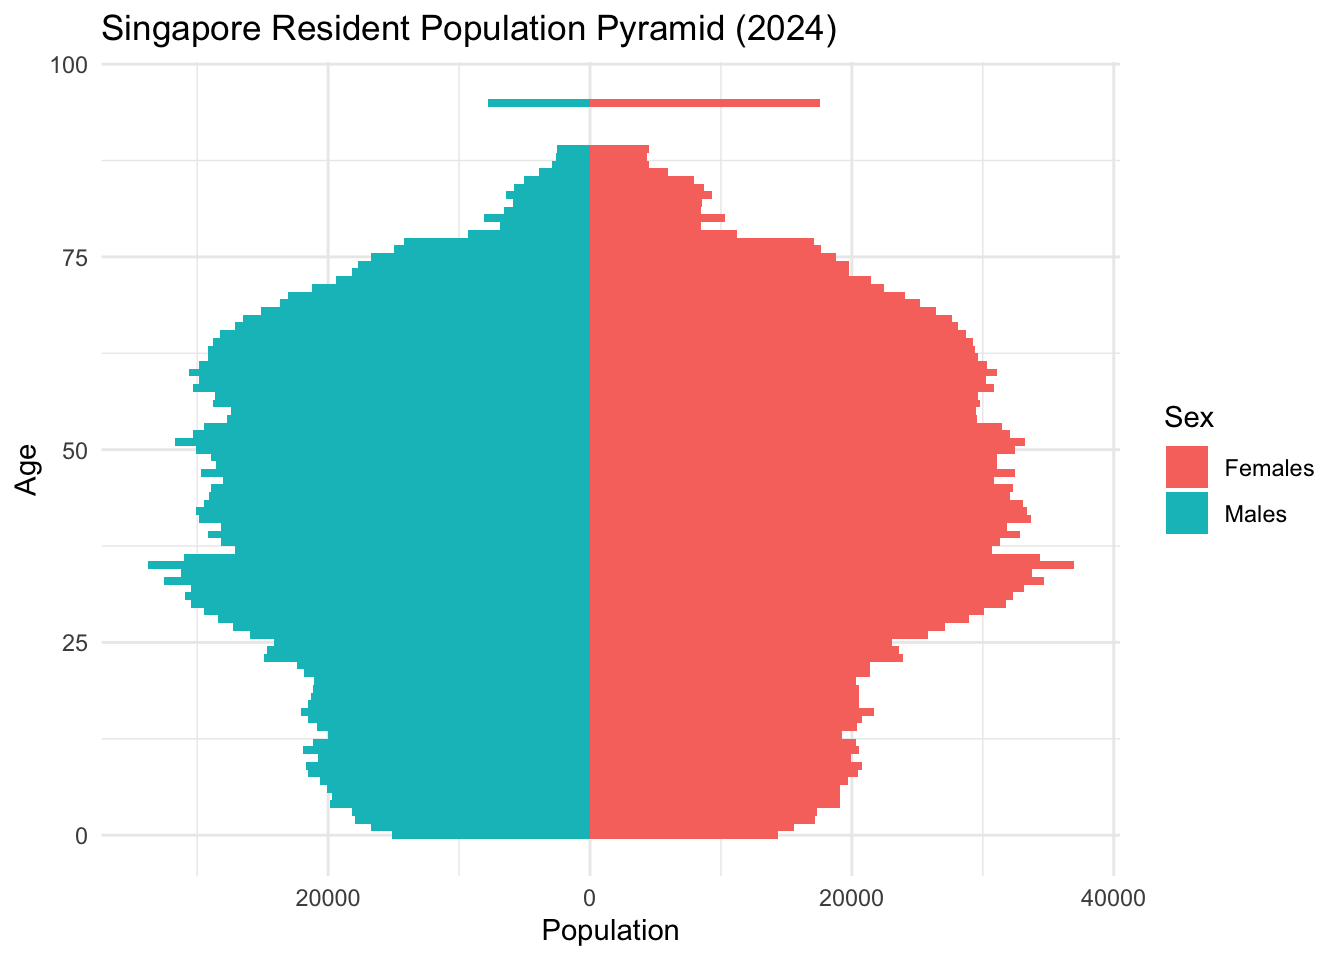 Singapore Resident Population Pyramid (2024)
100
75
50
25
0
Age
20000
0
20000
40000
Population
Sex
Females
Males